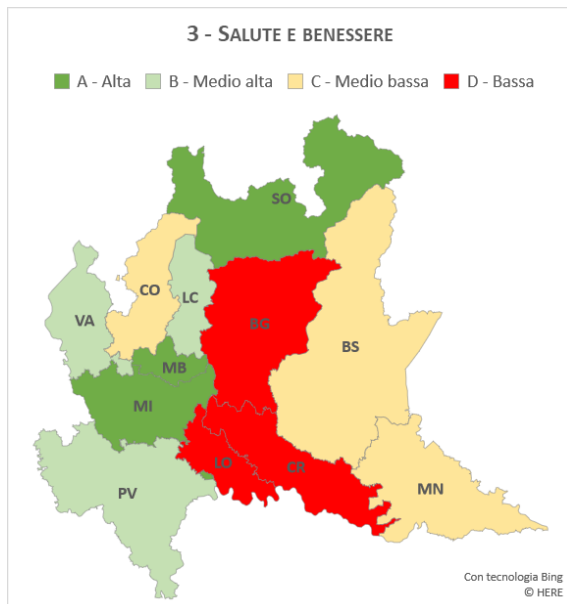 3 - SALUTE E BENESSERE
A - Alta B - Medio alta C - Medio bassa D - Bassa
SO
CO
LC
VA
BG
BS
MB
MI
LO
CR
PV
MN
Con tecnologia Bing
© HERE